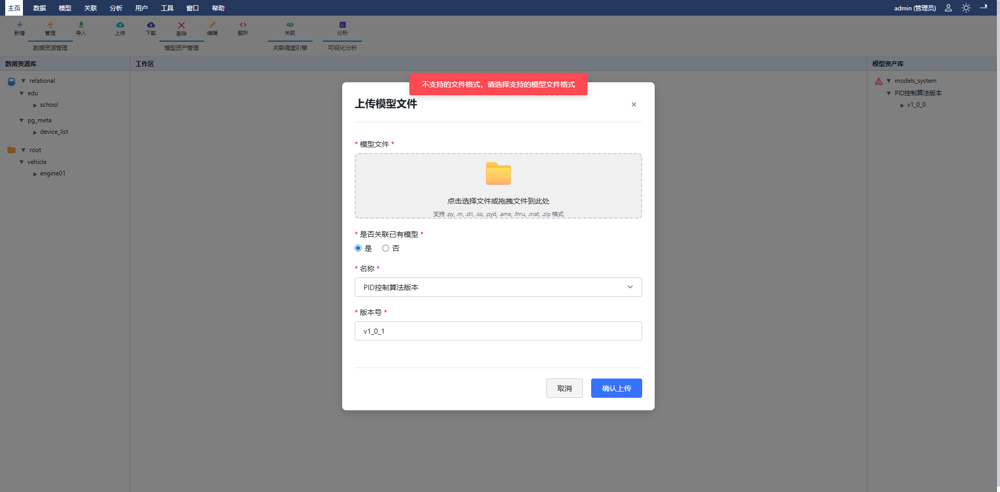 主页 数据 模型 关联 分析 用户 工具 窗口 帮助 admin (管理员)
新增 管理 导入 上传 下载 删除 编辑 解析 关联 分析
数据资源管理 模型资产管理 关联调度引擎 可视化分析
数据资源库 工作区 模型资产库
relational
edu
school
pg_meta
device_list
root
vehicle
engine01
不支持的文件格式，请选择支持的模型文件格式
上传模型文件 ×
* 模型文件 *
点击选择文件或拖拽文件到此处
支持 .py, .m, .dll, .so, .pyd, .ame, .fmu, .mat, .zip 格式
* 是否关联已有模型 *
是 否
* 名称 *
PID控制算法版本
* 版本号 *
v1_0_1
取消 确认上传
models_system
PID控制算法版本
v1_0_0